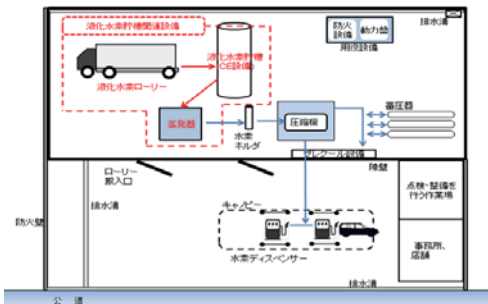 液化水素貯槽関連設備
防火
設備
動力盤
用役設備
排水溝
液化水素貯槽
(CE設備)
液化水素ローリー
蒸発器
水素
ホルダ
圧縮機
蓄圧器
プレクール設備
障壁
ローリー
搬入口
排水溝
キャノピー
点検・整備を
行う作業場
防火壁
水素ディスペンサー
事務所、
店舗
排水溝
公 道